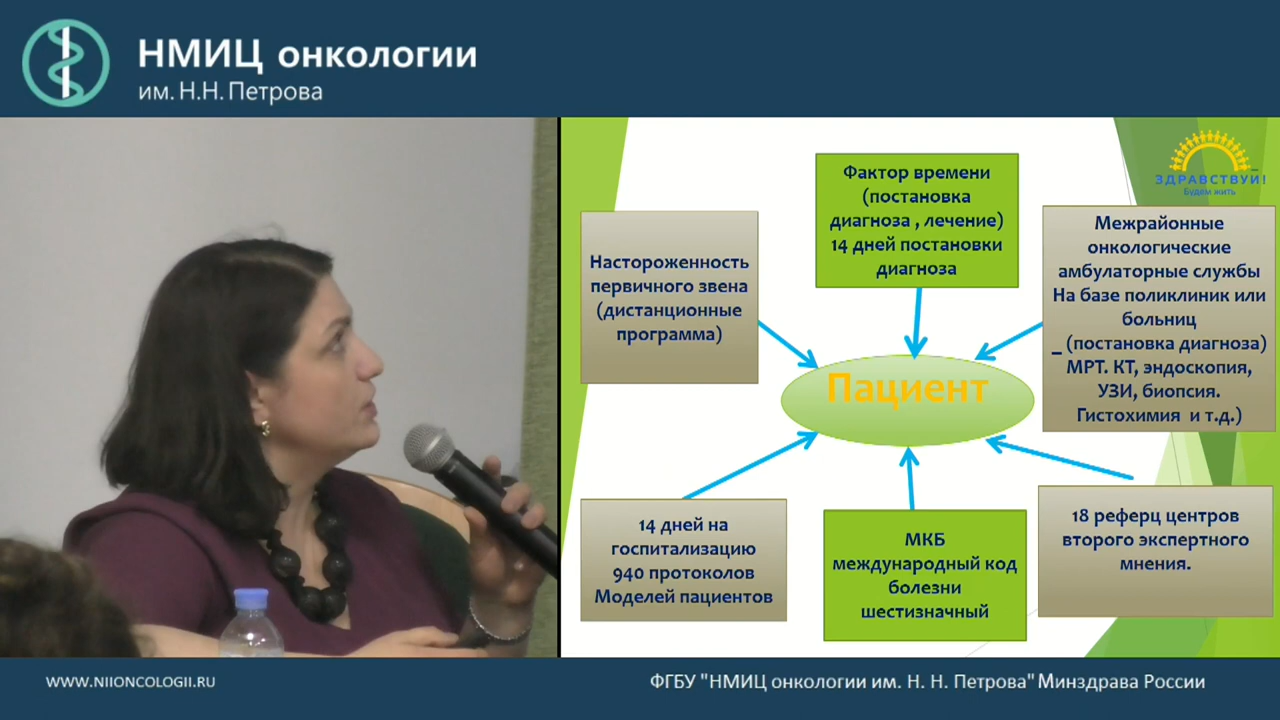 НМИЦ онкологии
им. Н.Н. Петрова
ЗДРАВСТВУЙ!
Будем жить
Фактор времени
(постановка
диагноза , лечение)
14 дней постановки
диагноза
Настороженность
первичного звена
(дистанционные
программа)
Межрайонные
онкологические
амбулаторные службы
На базе поликлиник или
больниц
_ (постановка диагноза)
МРТ. КТ, эндоскопия,
УЗИ, биопсия.
Гистохимия и т.д.)
Пациент
14 дней на
госпитализацию
940 протоколов
Моделей пациентов
МКБ
международный код
болезни
шестизначный
18 реферц центров
второго экспертного
мнения.
WWW.NIIONCOLOGII.RU
ФГБУ "НМИЦ онкологии им. Н. Н. Петрова" Минздрава России